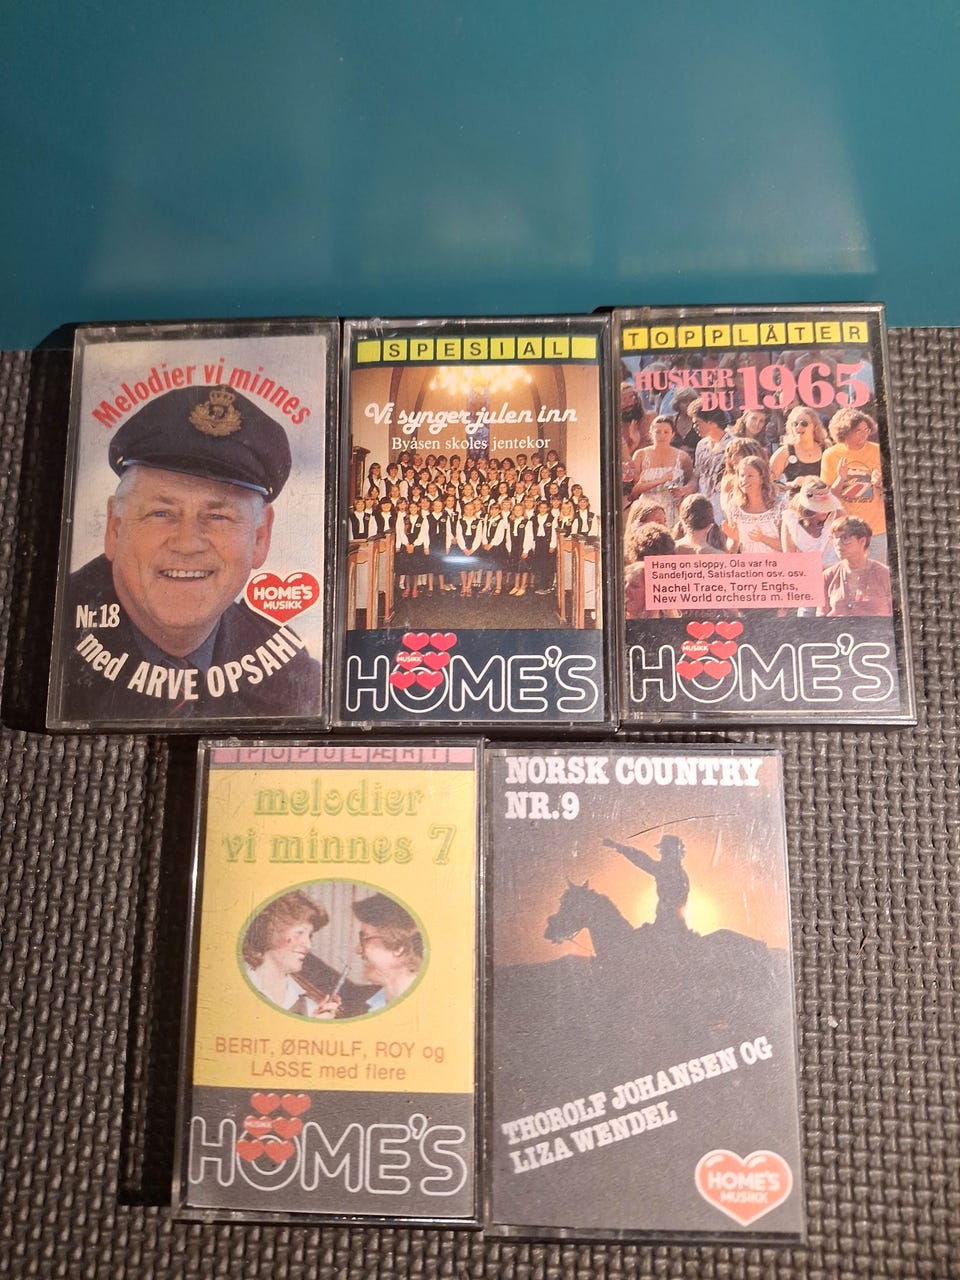 Melodier vi minnes
HOME'S
MUSIKK
Nr. 18
med ARVE OPSAHL
SPESIAL
Vi synger julen inn
Byåsen skoles jentekor
MUSIKK
HOME'S
TOPPLÅTER
HUSKER
DU 1965
Hang on sloppy, Ola var fra
Sandefjord, Satisfaction osv. osv.
Nachel Trace, Torry Enghs,
New World orchestra m. flere.
MUSIKK
HOME'S
POPULÆRT
melodier
vi minnes 7
BERIT, ØRNULF, ROY og
LASSE med flere
MUSIKK
HOME'S
NORSK COUNTRY
NR. 9
THOROLF JOHANSEN OG
LIZA WENDEL
HOME'S
MUSIKK